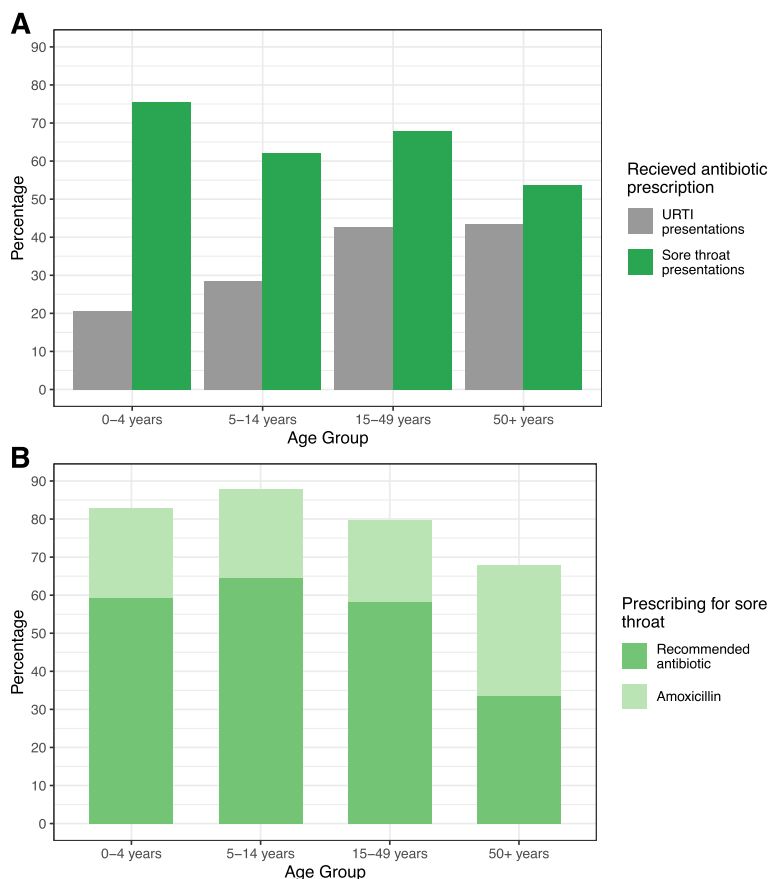 A
Percentage
90
80
70
60
50
40
30
20
10
0
0–4 years
5–14 years
15–49 years
50+ years
Age Group
Recieved antibiotic
prescription
URTI
presentations
Sore throat
presentations
B
Percentage
90
80
70
60
50
40
30
20
10
0
0–4 years
5–14 years
15–49 years
50+ years
Age Group
Prescribing for sore
throat
Recommended
antibiotic
Amoxicillin